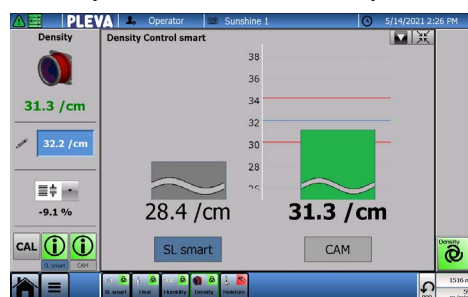 PLEVA Operator Sunshine 1 5/14/2021 2:26 PM
Density
Density Control smart
38
36
34
32
30
28
26
31.3 /cm
32.2 /cm
-9.1 %
28.4 /cm
31.3 /cm
SL smart
CAM
CAL
SL smart
CAM
Density
SL smart Heat Humidity Density Moisture